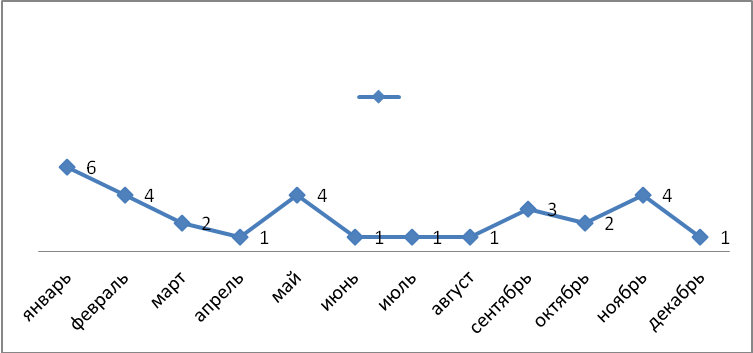 6
4
2
1
4
1
1
1
3
2
4
1
январь
февраль
март
апрель
май
июнь
июль
август
сентябрь
октябрь
ноябрь
декабрь